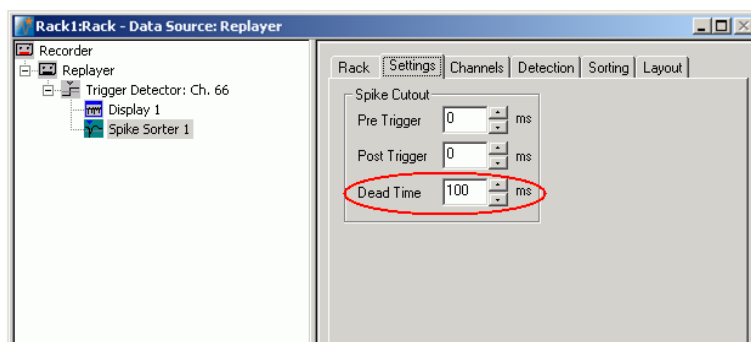 Rack1:Rack - Data Source: Replayer
Recorder
Replayer
Trigger Detector: Ch. 66
Display 1
Spike Sorter 1
Rack Settings Channels Detection Sorting Layout
Spike Cutout
Pre Trigger 0 ms
Post Trigger 0 ms
Dead Time 100 ms